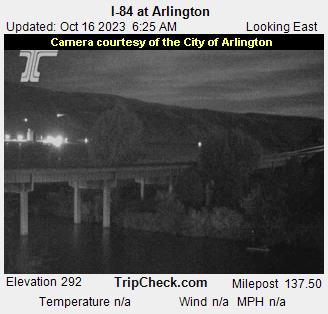 I-84 at Arlington
Updated: Oct 16 2023 6:25 AM Looking East
Camera courtesy of the City of Arlington
Elevation 292 TripCheck.com Milepost 137.50
Temperature n/a Wind n/a MPH n/a